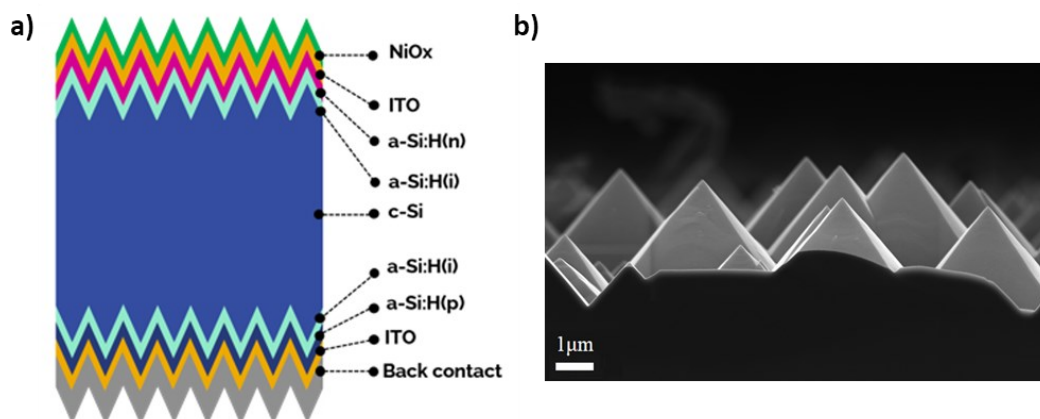 a)
NiOx
ITO
a-Si:H(n)
a-Si:H(i)
c-Si
a-Si:H(i)
a-Si:H(p)
ITO
Back contact
b)
1μm